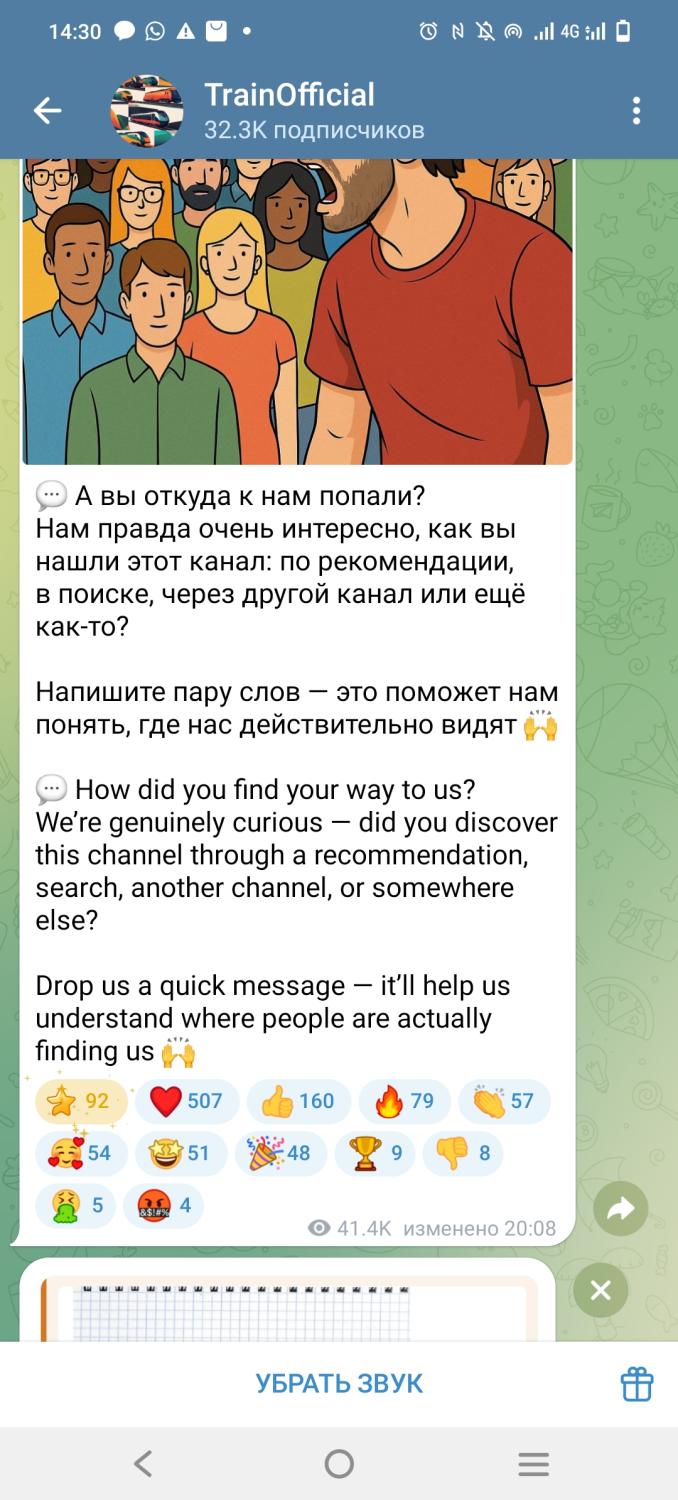 14:30
4G
TrainOfficial
32.3K подписчиков
💬 А вы откуда к нам попали?
Нам правда очень интересно, как вы
нашли этот канал: по рекомендации,
в поиске, через другой канал или ещё
как-то?
Напишите пару слов — это поможет нам
понять, где нас действительно видят 🙌
💬 How did you find your way to us?
We’re genuinely curious — did you discover
this channel through a recommendation,
search, another channel, or somewhere
else?
Drop us a quick message — it’ll help us
understand where people are actually
finding us 🙌
92 507 160 79 57
54 51 48 9 8
5 &$!#% 4
41.4K изменено 20:08
УБРАТЬ ЗВУК